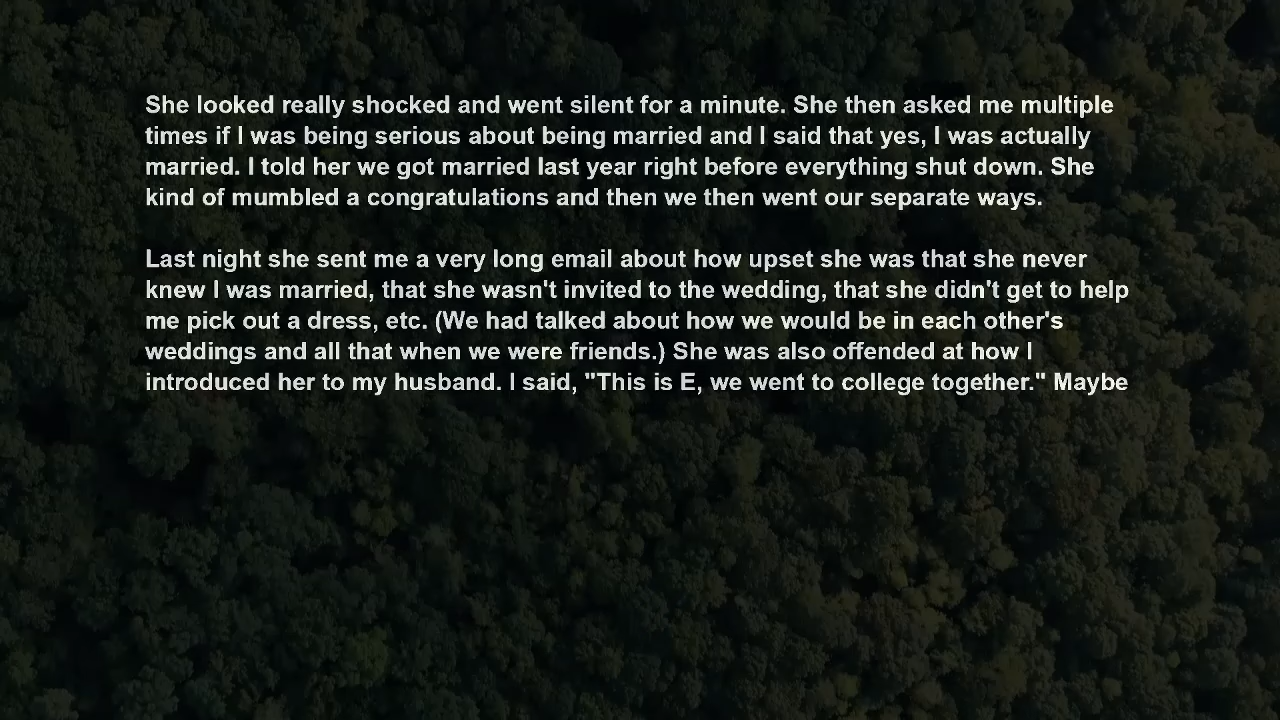 She looked really shocked and went silent for a minute. She then asked me multiple
times if I was being serious about being married and I said that yes, I was actually
married. I told her we got married last year right before everything shut down. She
kind of mumbled a congratulations and then we then went our separate ways.
Last night she sent me a very long email about how upset she was that she never
knew I was married, that she wasn't invited to the wedding, that she didn't get to help
me pick out a dress, etc. (We had talked about how we would be in each other's
weddings and all that when we were friends.) She was also offended at how I
introduced her to my husband. I said, "This is E, we went to college together." Maybe